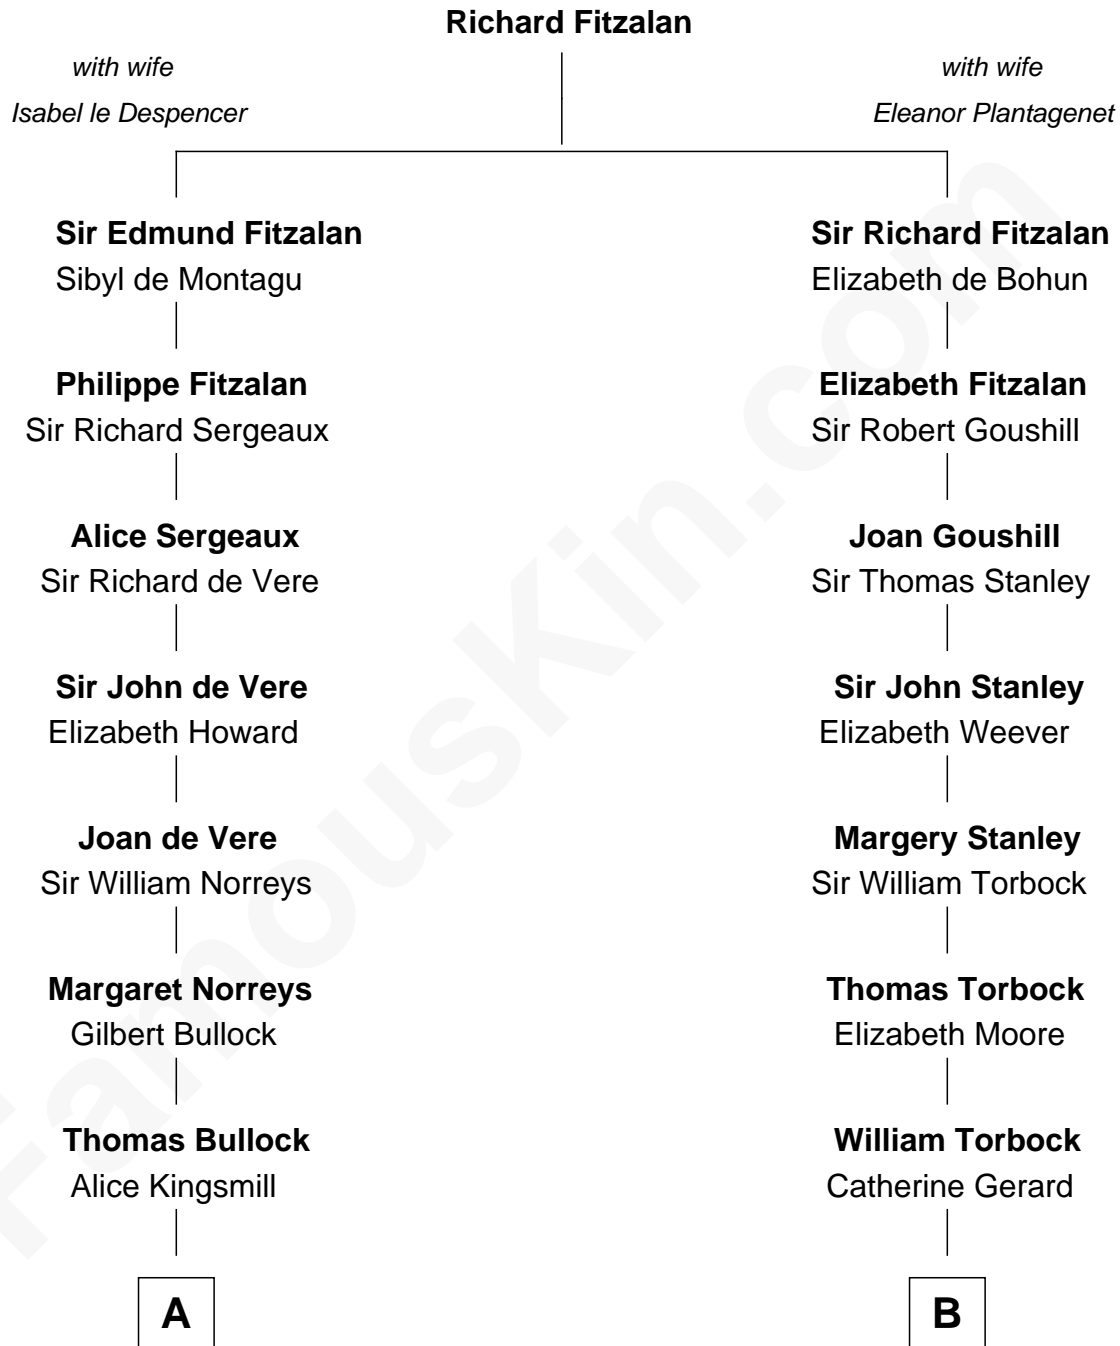 Richard Fitzalan
with wife
Isabel le Despencer
with wife
Eleanor Plantagenet
Sir Edmund Fitzalan
Sibyl de Montagu
Philippe Fitzalan
Sir Richard Sergeaux
Alice Sergeaux
Sir Richard de Vere
Sir John de Vere
Elizabeth Howard
Joan de Vere
Sir William Norreys
Margaret Norreys
Gilbert Bullock
Thomas Bullock
Alice Kingsmill
A
Sir Richard Fitzalan
Elizabeth de Bohun
Elizabeth Fitzalan
Sir Robert Goushill
Joan Goushill
Sir Thomas Stanley
Sir John Stanley
Elizabeth Weever
Margery Stanley
Sir William Torbock
Thomas Torbock
Elizabeth Moore
William Torbock
Catherine Gerard
B
FamousKin.com